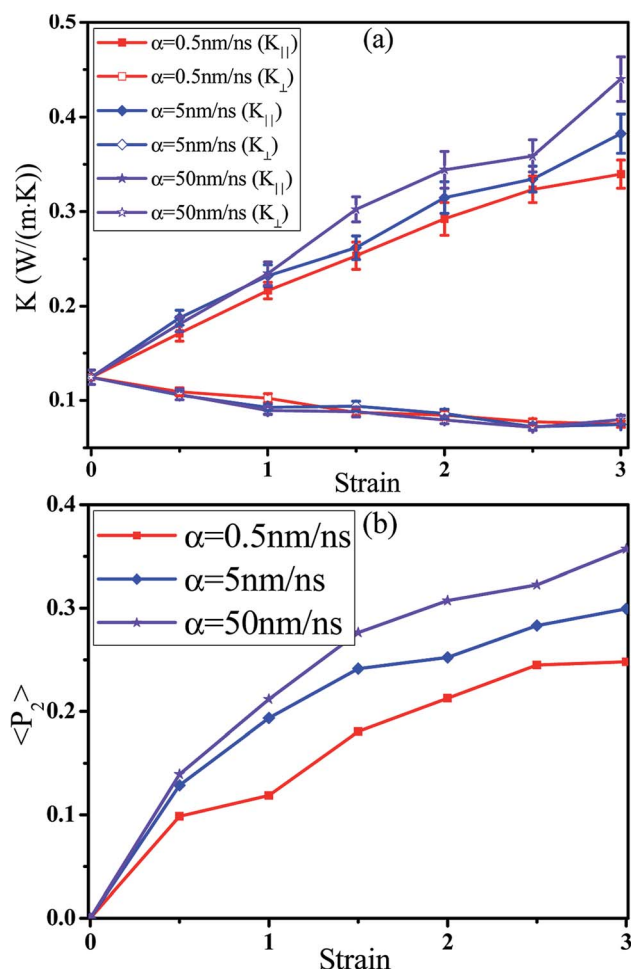 (a)
α=0.5nm/ns (K||)
α=0.5nm/ns (K⊥)
α=5nm/ns (K||)
α=5nm/ns (K⊥)
α=50nm/ns (K||)
α=50nm/ns (K⊥)
K (W/(m·K))
0.5
0.4
0.3
0.2
0.1
0 1 2 3
Strain
(b)
α=0.5nm/ns
α=5nm/ns
α=50nm/ns
<P2>
0.4
0.3
0.2
0.1
0.0
0 1 2 3
Strain